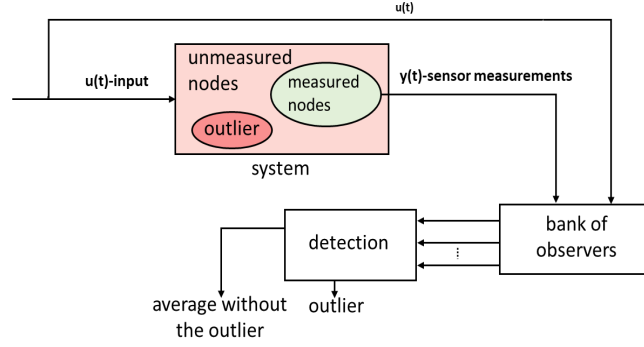 u(t)
u(t)-input
unmeasured
nodes
measured
nodes
outlier
y(t)-sensor measurements
system
bank of
observers
detection
average without
the outlier
outlier